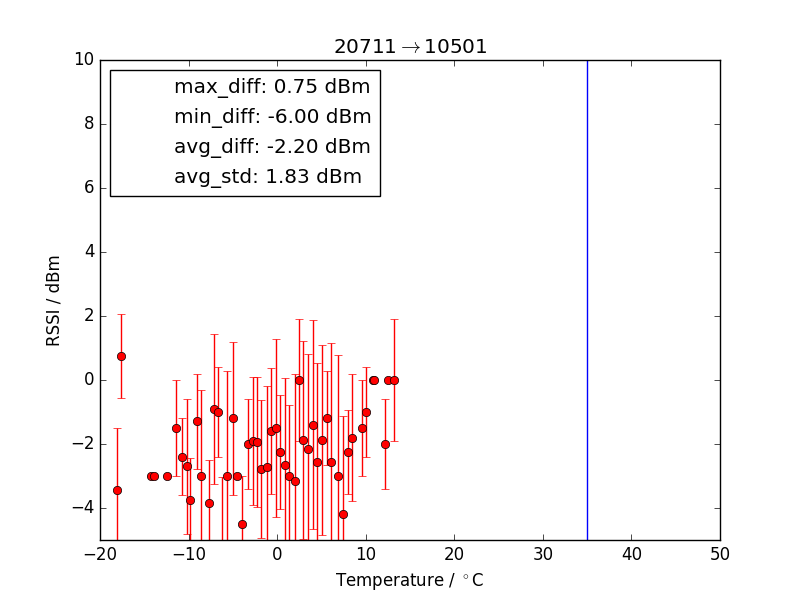 20711→10501
max_diff: 0.75 dBm
min_diff: -6.00 dBm
avg_diff: -2.20 dBm
avg_std: 1.83 dBm
10
8
6
4
2
0
−2
−4
RSSI / dBm
−20 −10 0 10 20 30 40 50
Temperature / °C